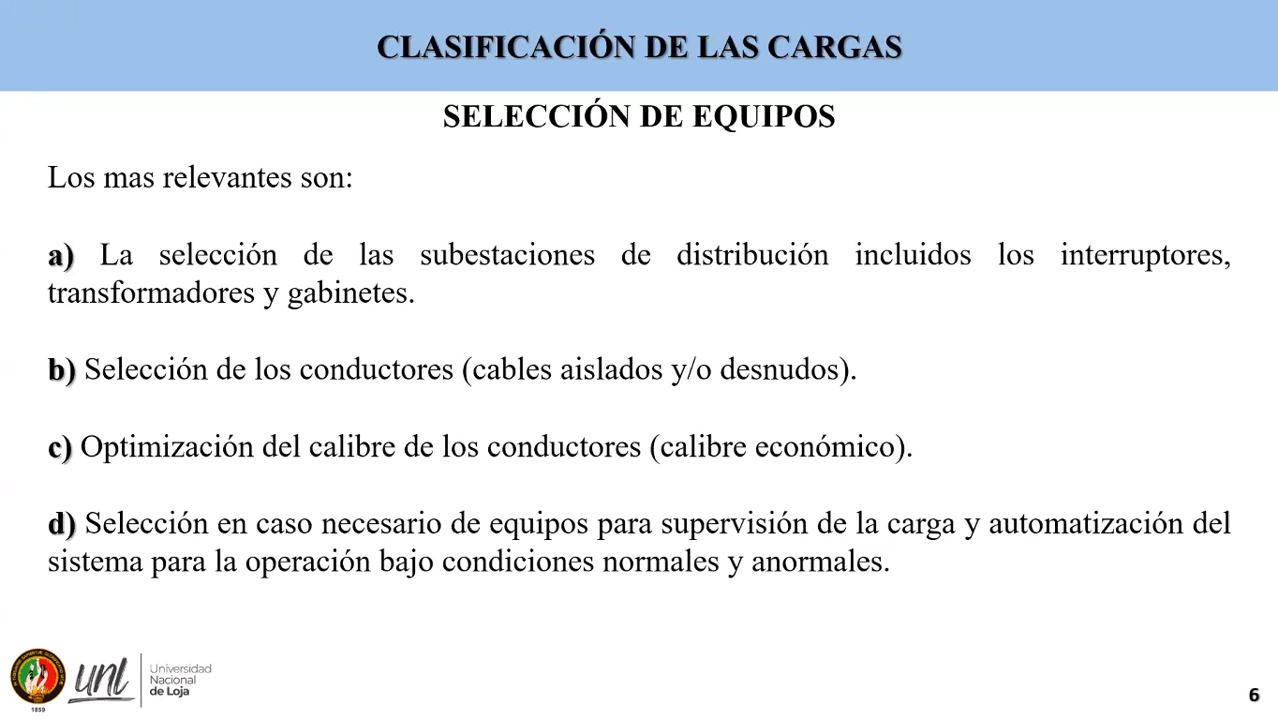 CLASIFICACIÓN DE LAS CARGAS
SELECCIÓN DE EQUIPOS
Los mas relevantes son:
a) La selección de las subestaciones de distribución incluidos los interruptores,
transformadores y gabinetes.
b) Selección de los conductores (cables aislados y/o desnudos).
c) Optimización del calibre de los conductores (calibre económico).
d) Selección en caso necesario de equipos para supervisión de la carga y automatización del
sistema para la operación bajo condiciones normales y anormales.
1859
unl
Universidad
Nacional
de Loja
6